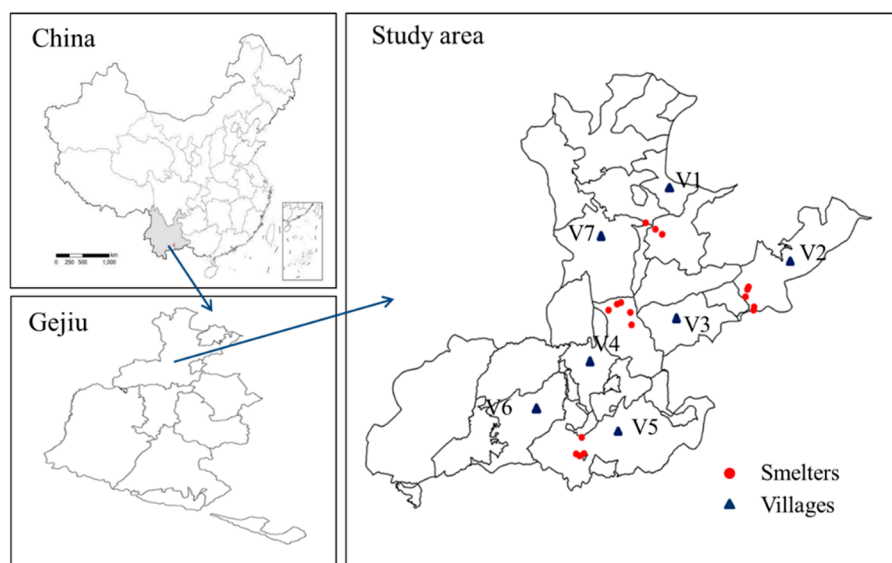 China
0 250 500 1,000
km
Gejiu
Study area
V1
V7
V2
V3
V4
V6
V5
Smelters
Villages